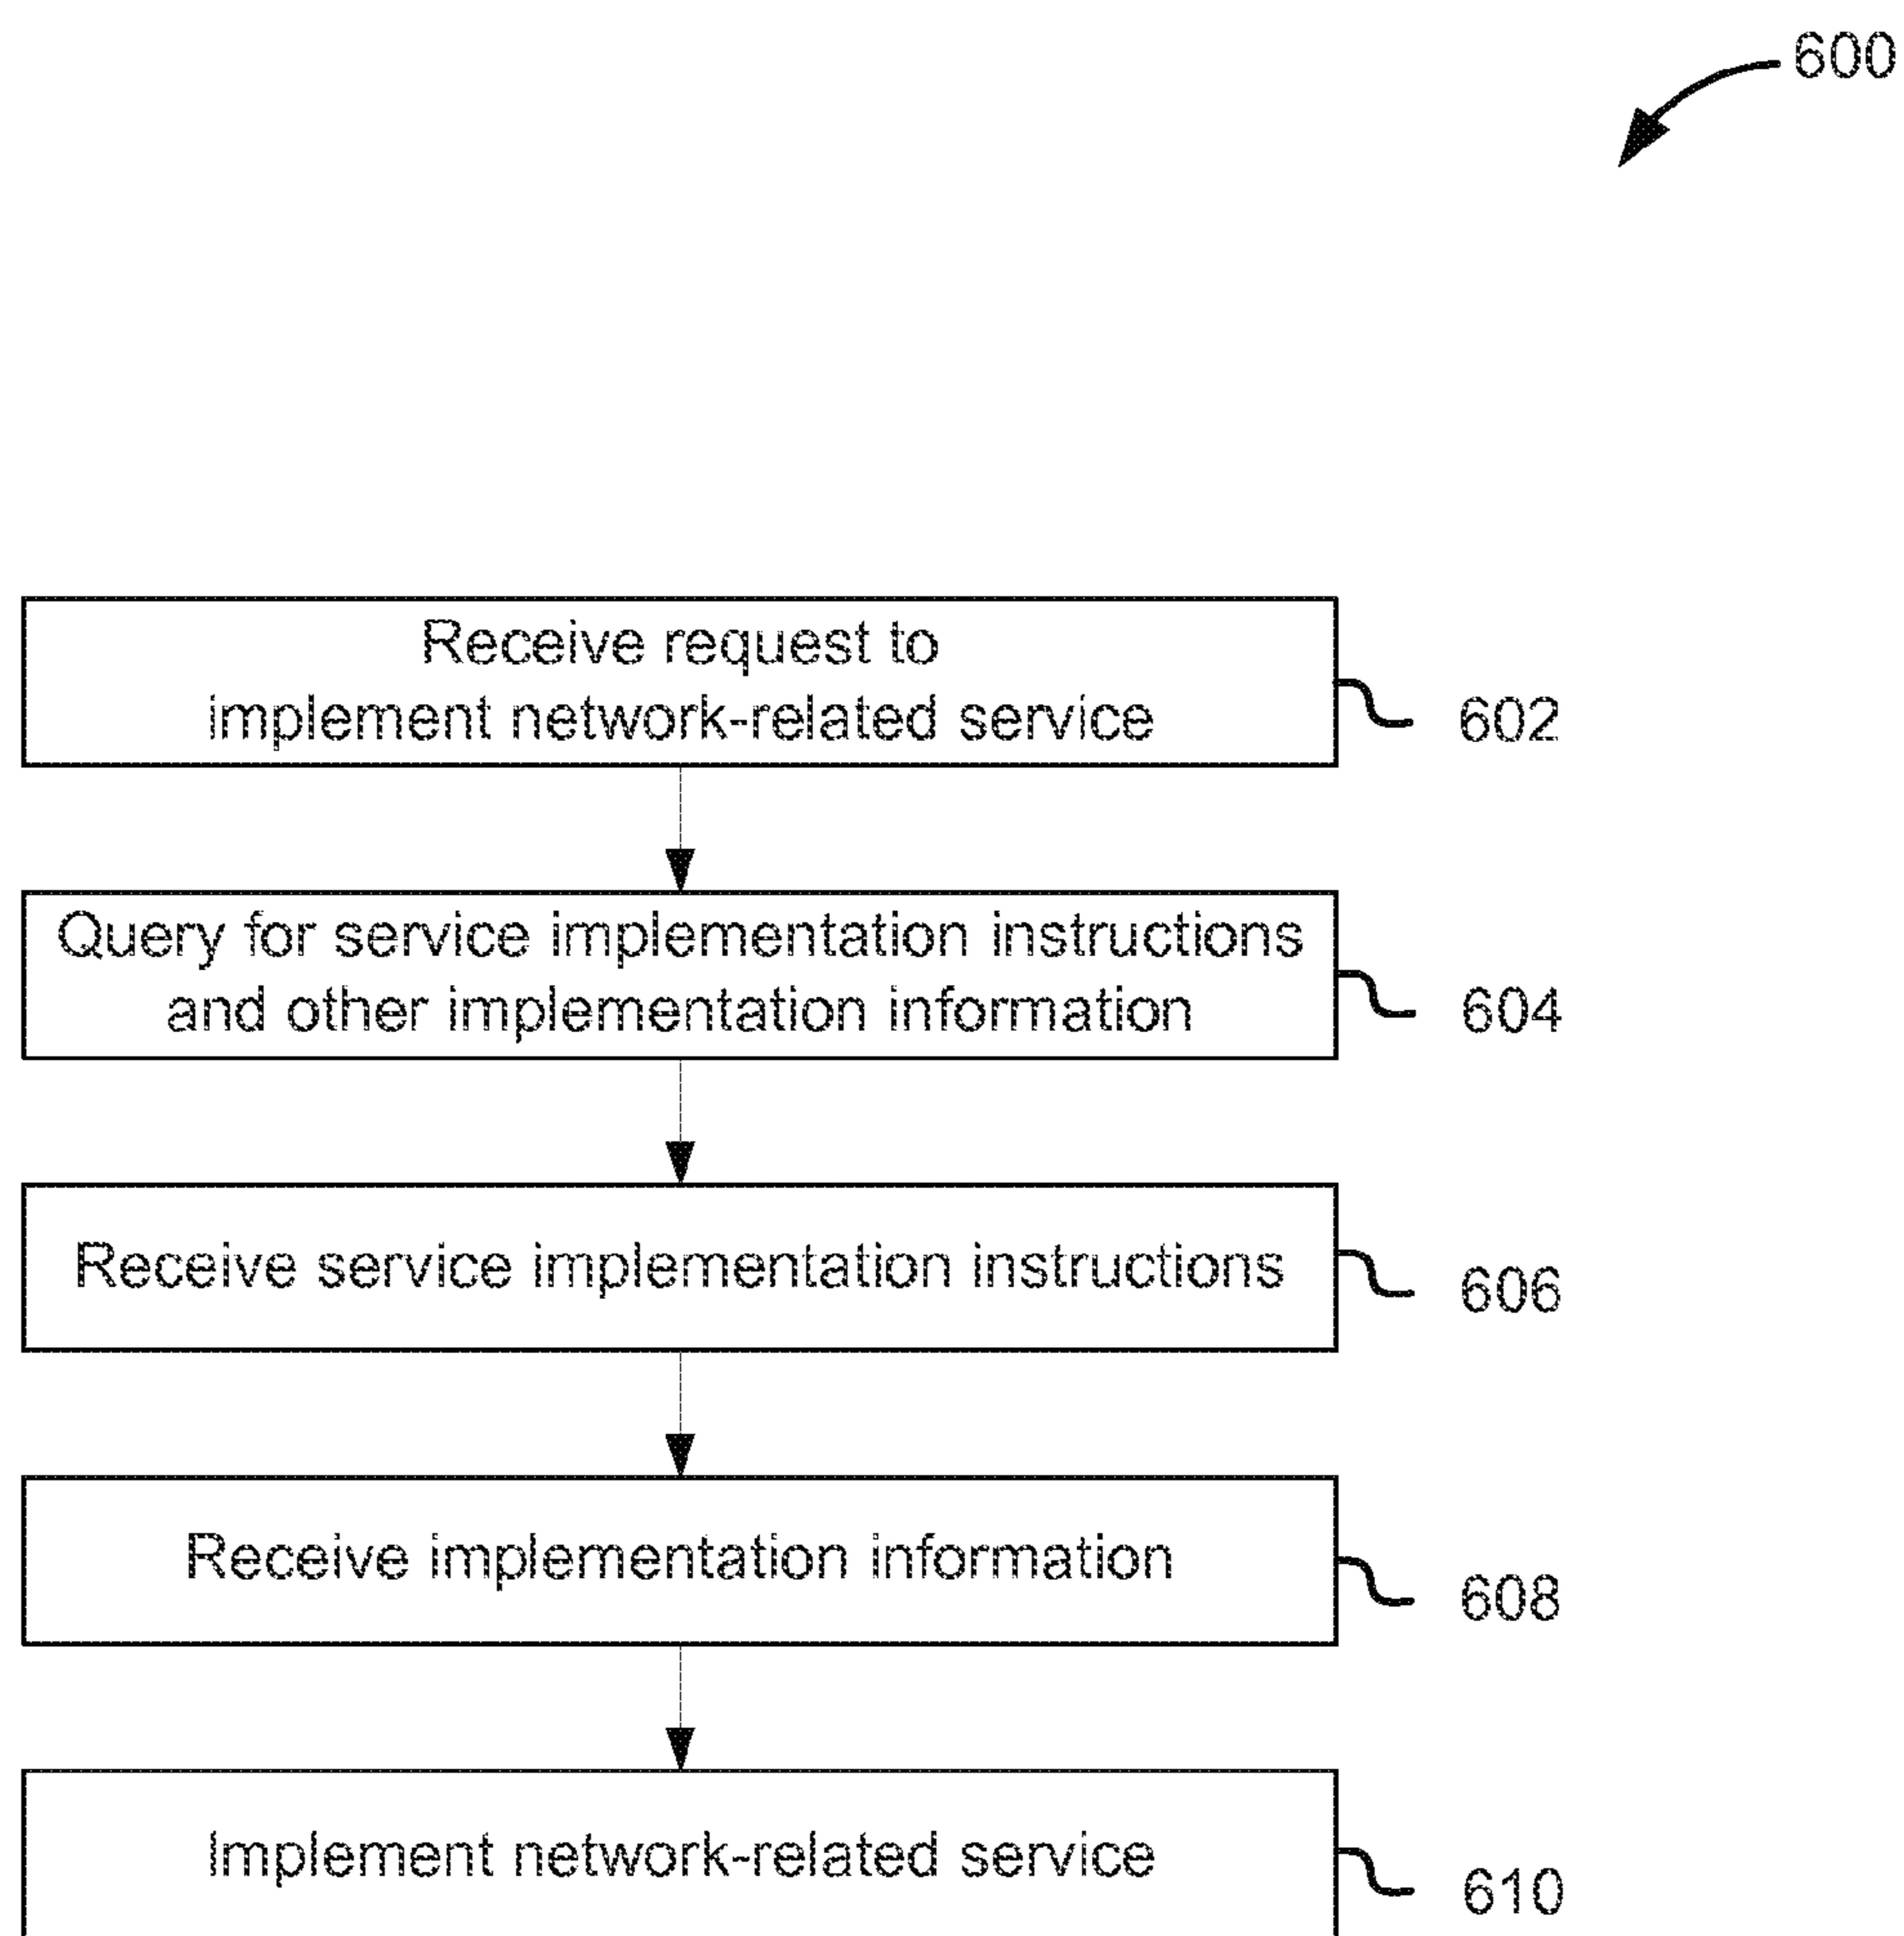 600
Receive request to
implement network-related service
602
Query for service implementation instructions
and other implementation information
604
Receive service implementation instructions
606
Receive implementation information
608
Implement network-related service
610